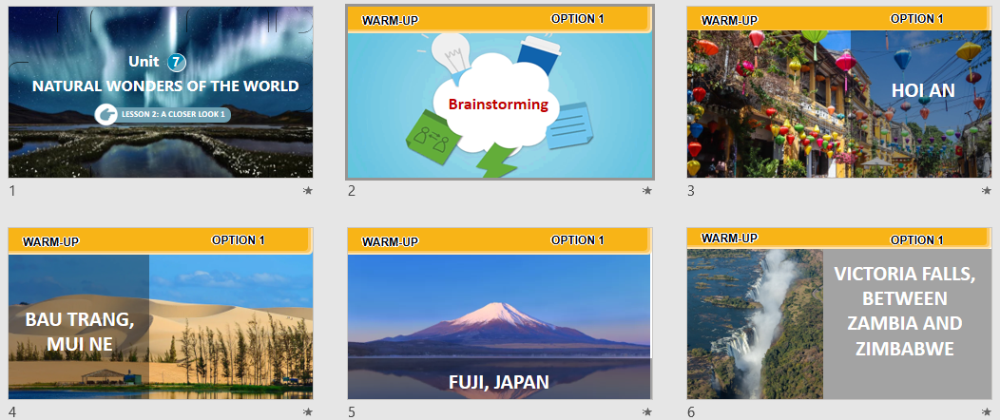 Unit 7
NATURAL WONDERS OF THE WORLD
LESSON 2: A CLOSER LOOK 1
1
WARM-UP OPTION 1
Brainstorming
2
WARM-UP OPTION 1
HOI AN
3
WARM-UP OPTION 1
BAU TRANG,
MUI NE
4
WARM-UP OPTION 1
FUJI, JAPAN
5
WARM-UP OPTION 1
VICTORIA FALLS,
BETWEEN
ZAMBIA AND
ZIMBABWE
6